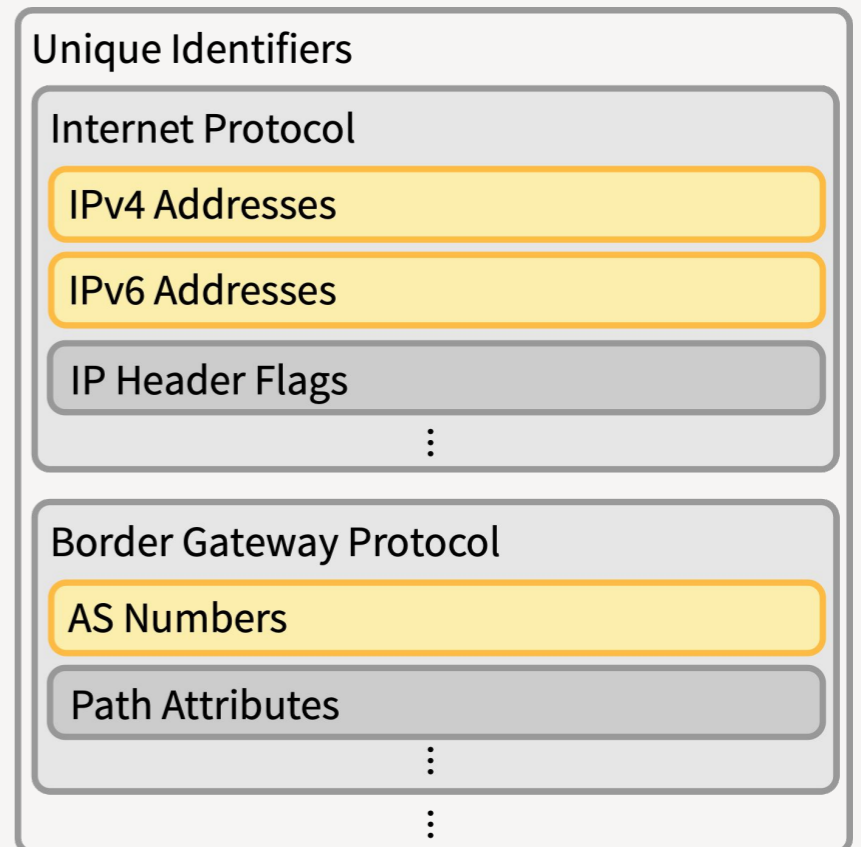 Unique Identifiers
Internet Protocol
IPv4 Addresses
IPv6 Addresses
IP Header Flags
⋮
Border Gateway Protocol
AS Numbers
Path Attributes
⋮
⋮